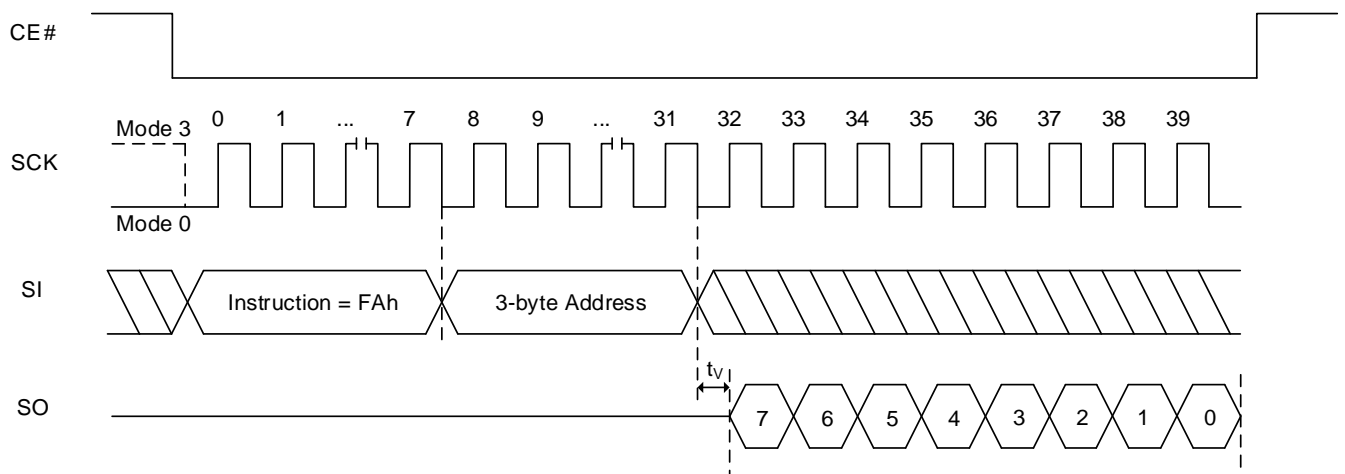 CE#
Mode 3
0 1 ... 7 8 9 ... 31 32 33 34 35 36 37 38 39
SCK
Mode 0
SI
Instruction = FAh
3-byte Address
tV
SO
7 6 5 4 3 2 1 0